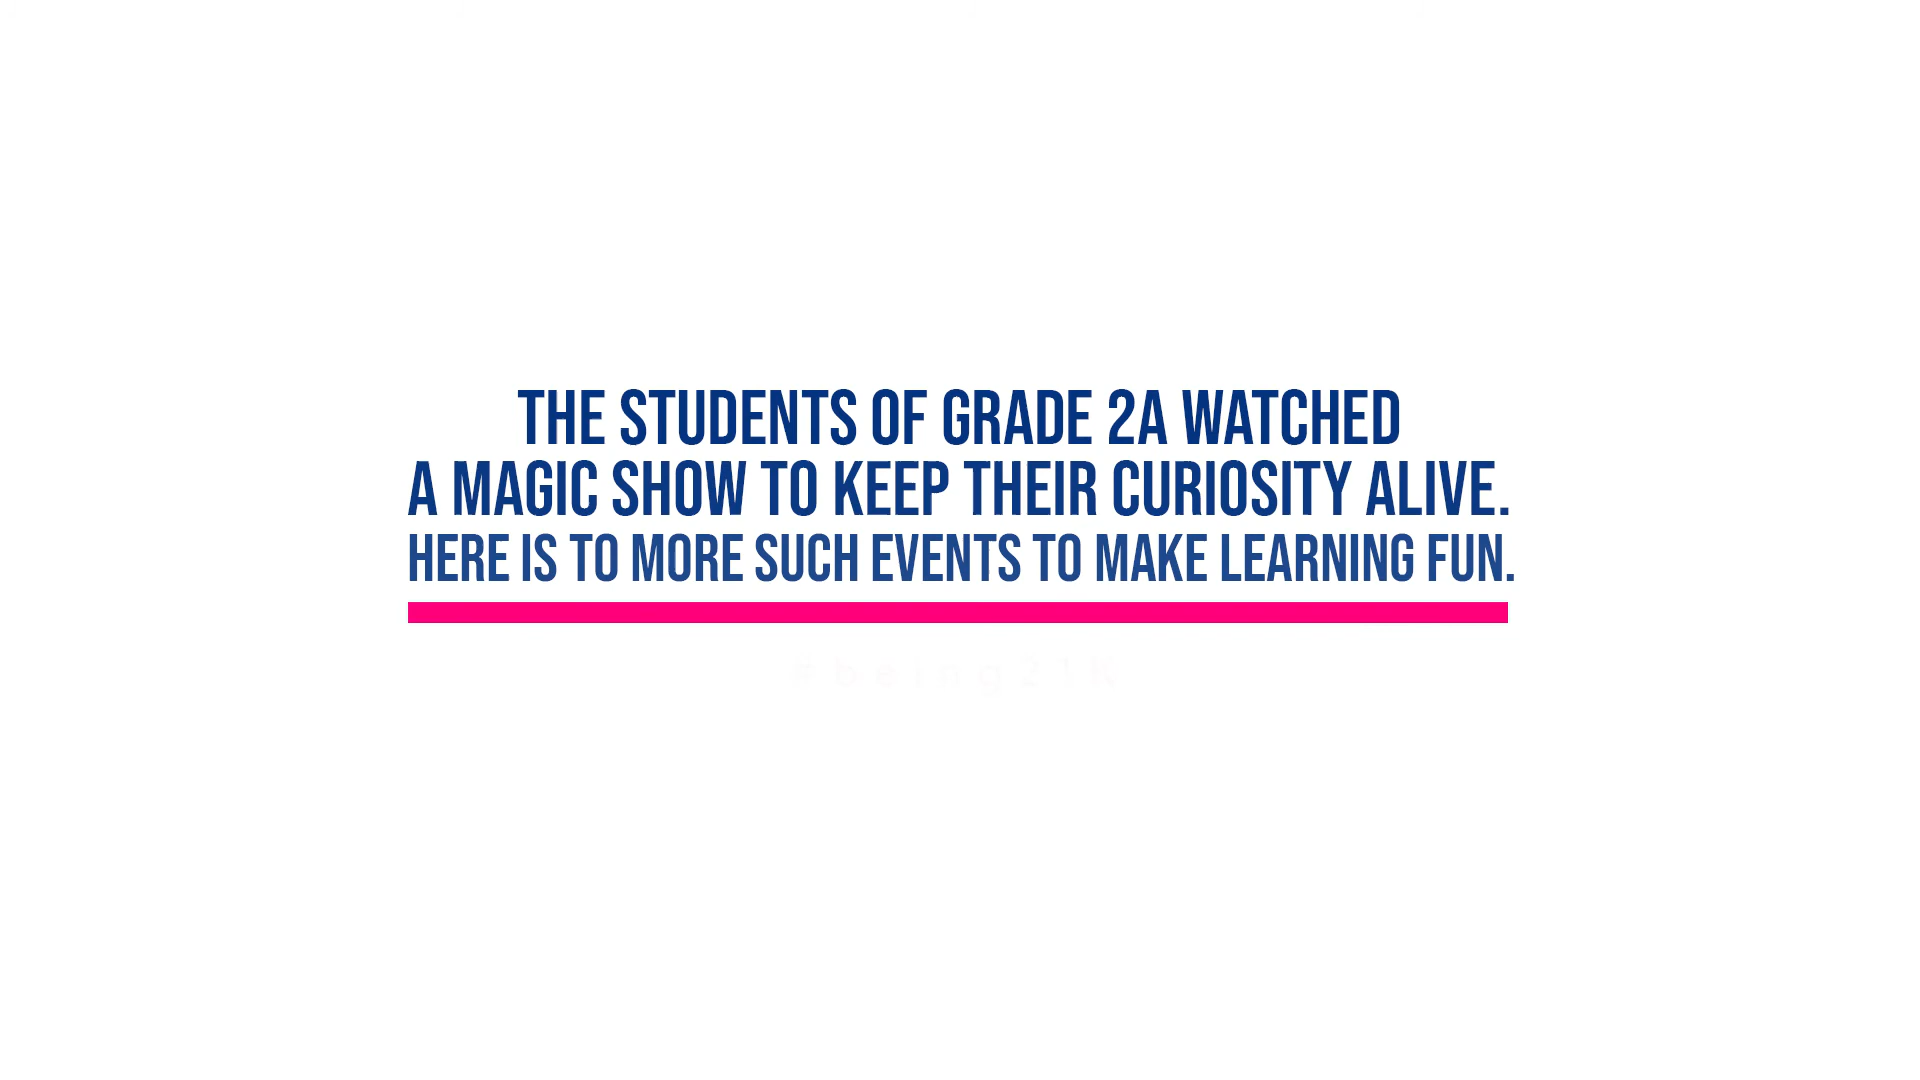 THE STUDENTS OF GRADE 2A WATCHED
A MAGIC SHOW TO KEEP THEIR CURIOSITY ALIVE.
HERE IS TO MORE SUCH EVENTS TO MAKE LEARNING FUN.
#being21K